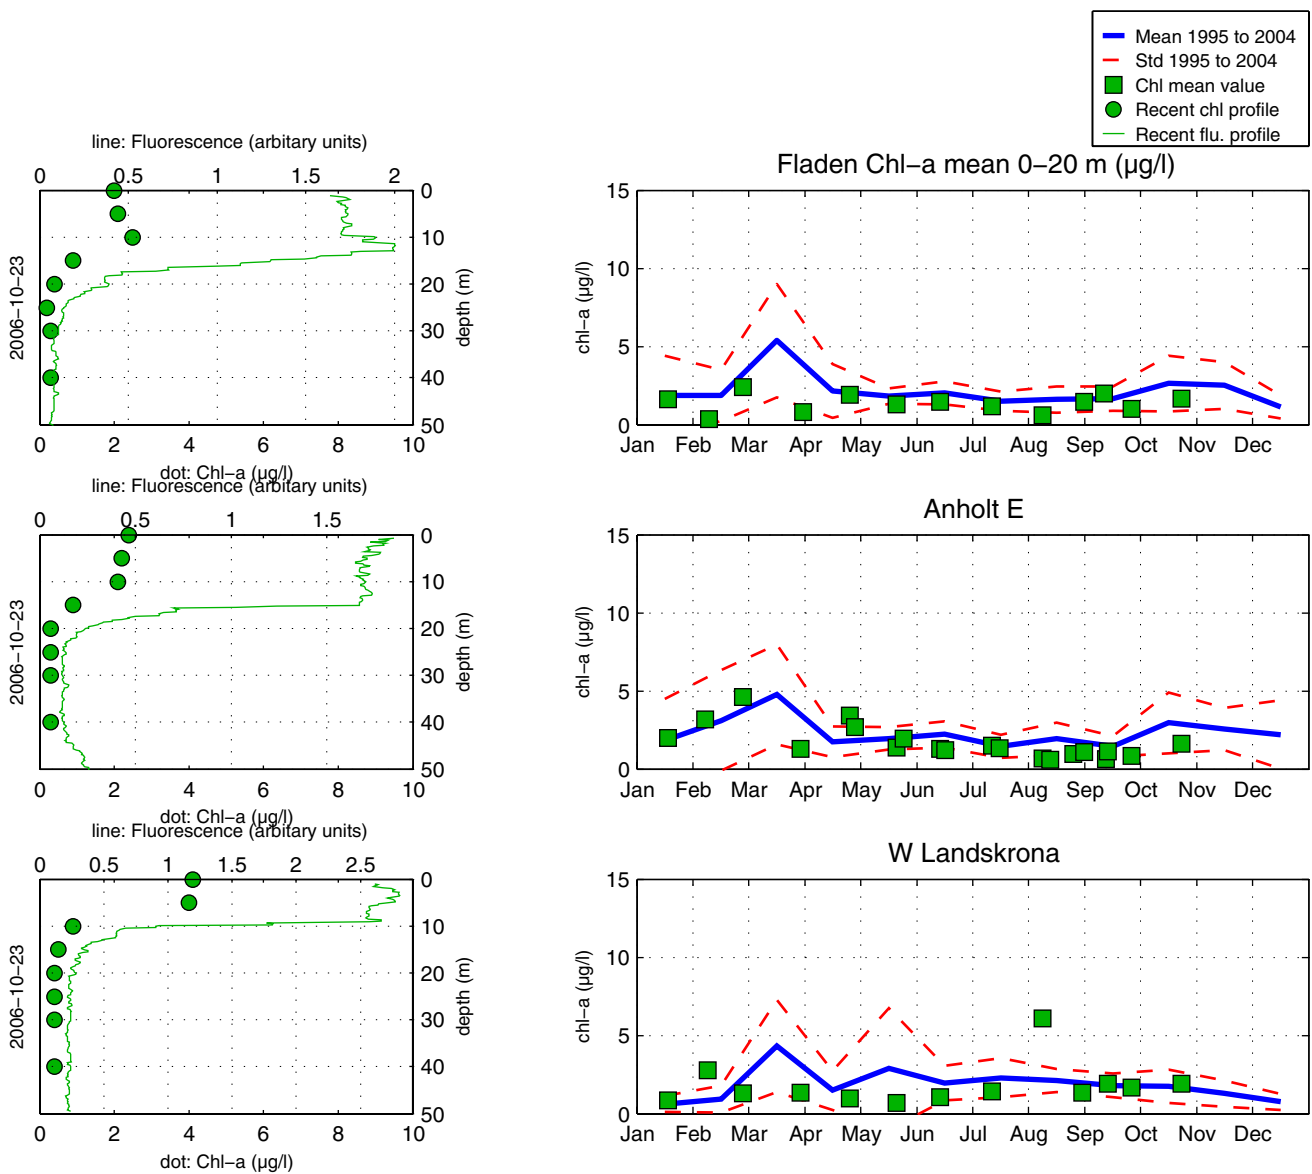 Mean 1995 to 2004
Std 1995 to 2004
Chl mean value
Recent chl profile
Recent flu. profile
line: Fluorescence (arbitary units)
0 0.5 1 1.5 2
0
10
20
30
40
50
depth (m)
2006−10−23
0 2 4 6 8 10
dot: Chl−a (µg/l)
Fladen Chl−a mean 0−20 m (µg/l)
15
10
5
0
chl−a (µg/l)
Jan Feb Mar Apr May Jun Jul Aug Sep Oct Nov Dec
line: Fluorescence (arbitary units)
0 0.5 1 1.5
0
10
20
30
40
50
depth (m)
2006−10−23
0 2 4 6 8 10
dot: Chl−a (µg/l)
Anholt E
15
10
5
0
chl−a (µg/l)
Jan Feb Mar Apr May Jun Jul Aug Sep Oct Nov Dec
line: Fluorescence (arbitary units)
0 0.5 1 1.5 2 2.5
0
10
20
30
40
50
depth (m)
2006−10−23
0 2 4 6 8 10
dot: Chl−a (µg/l)
W Landskrona
15
10
5
0
chl−a (µg/l)
Jan Feb Mar Apr May Jun Jul Aug Sep Oct Nov Dec